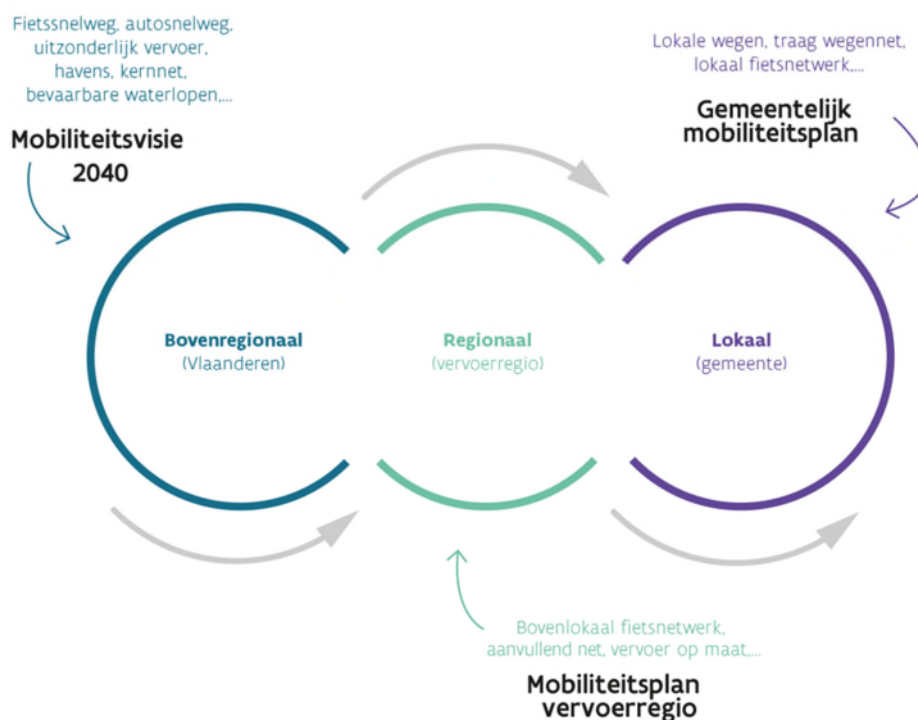 Fietssnelweg, autosnelweg,
uitzonderlijk vervoer,
havens, kernnet,
bevaarbare waterlopen,...
Mobiliteitsvisie
2040
Lokale wegen, traag wegennet,
lokaal fietsnetwerk,...
Gemeentelijk
mobiliteitsplan
Bovenregionaal
(Vlaanderen)
Regionaal
(vervoerregio)
Lokaal
(gemeente)
Bovenlokaal fietsnetwerk,
aanvullend net, vervoer op maat,...
Mobiliteitsplan
vervoerregio